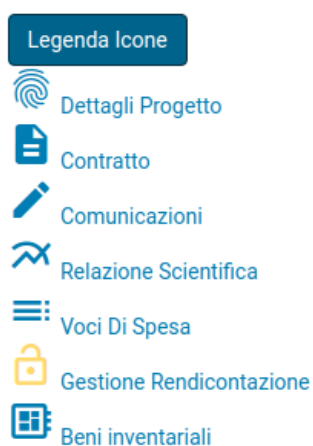 Legenda Icone
Dettagli Progetto
Contratto
Comunicazioni
Relazione Scientifica
Voci Di Spesa
Gestione Rendicontazione
Beni inventariali